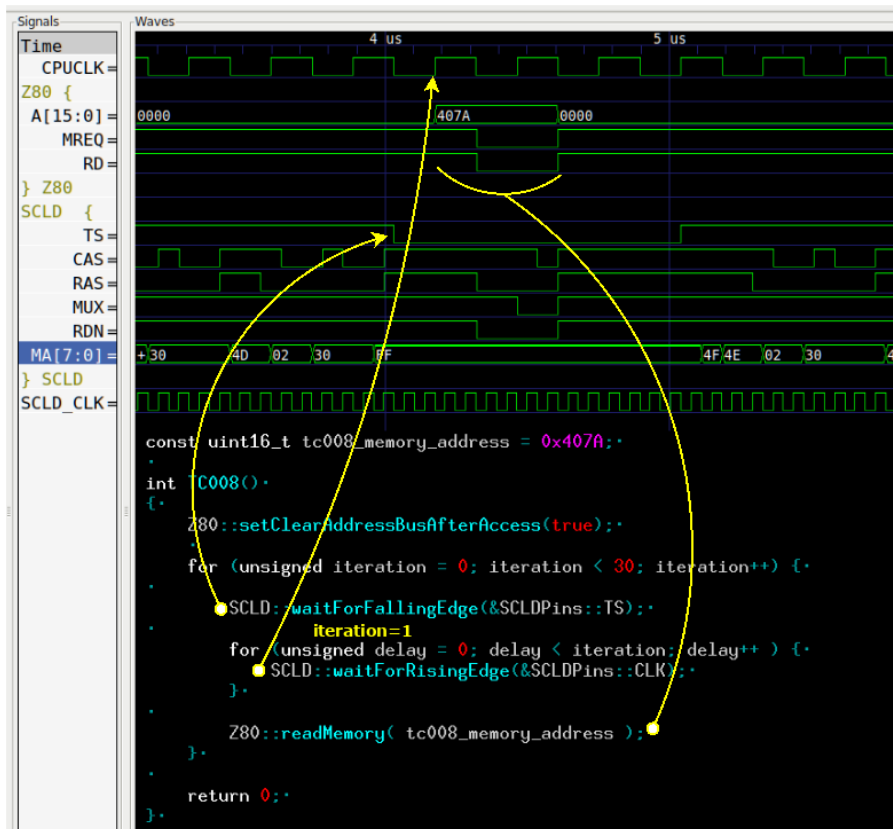 Signals
Waves
Time
4 us
5 us
CPUCLK=
Z80 {
A[15:0]=
0000
407A
0000
MREQ=
RD=
} Z80
SCLD {
TS=
CAS=
RAS=
MUX=
RDN=
MA[7:0]=
+
30
4D
02
30
FF
4F
4E
02
30
4
} SCLD
SCLD_CLK=
const uint16_t tc008_memory_address = 0x407A;
int TC008()
{
Z80::setClearAddressBusAfterAccess(true);
for (unsigned iteration = 0; iteration < 30; iteration++) {
SCLD::waitForFallingEdge(&SCLDPins::TS);
iteration=1
for (unsigned delay = 0; delay < iteration; delay++ ) {
SCLD::waitForRisingEdge(&SCLDPins::CLK);
}
Z80::readMemory( tc008_memory_address );
}
return 0;
}